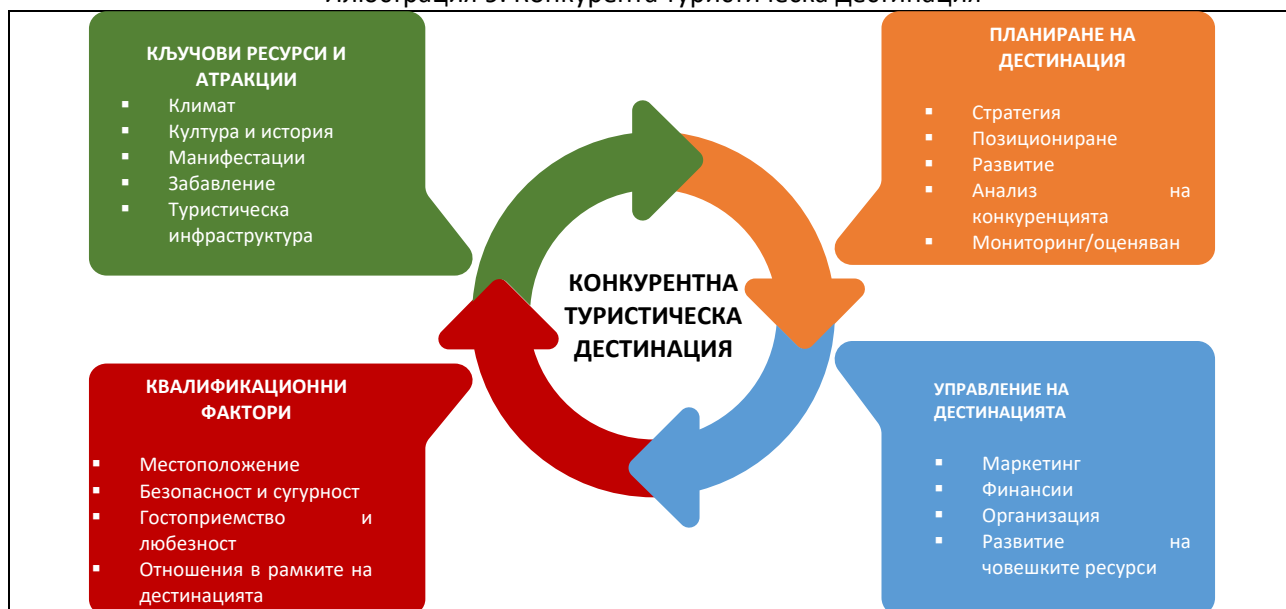 КЉУЧОВИ РЕСУРСИ И
АТРАКЦИИ
Климат
Култура и история
Манифестации
Забавление
Туристическа
инфраструктура
ПЛАНИРАНЕ НА
ДЕСТИНАЦИЯ
Стратегия
Позициониране
Развитие
Анализ на
конкуренцията
Мониторинг/оценяван
КОНКУРЕНТНА
ТУРИСТИЧЕСКА
ДЕСТИНАЦИЯ
КВАЛИФИКАЦИОННИ
ФАКТОРИ
Местоположение
Безопасност и сугурност
Гостоприемство и
любезност
Отношения в рамките на
дестинацията
УПРАВЛЕНИЕ НА
ДЕСТИНАЦИЯТА
Маркетинг
Финансии
Организация
Развитие на
човешките ресурси